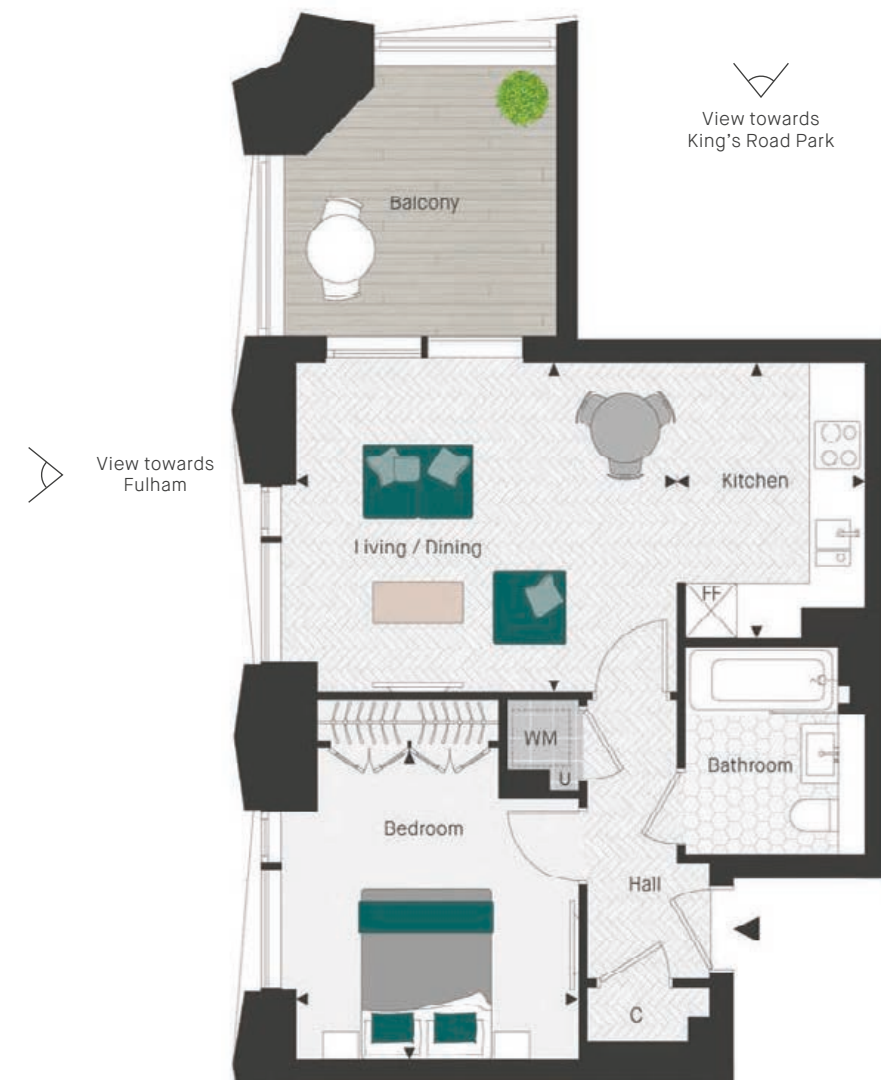 View towards
King's Road Park
Balcony
View towards
Fulham
Kitchen
Living / Dining
FF
WM
U
Bathroom
Bedroom
Hall
C